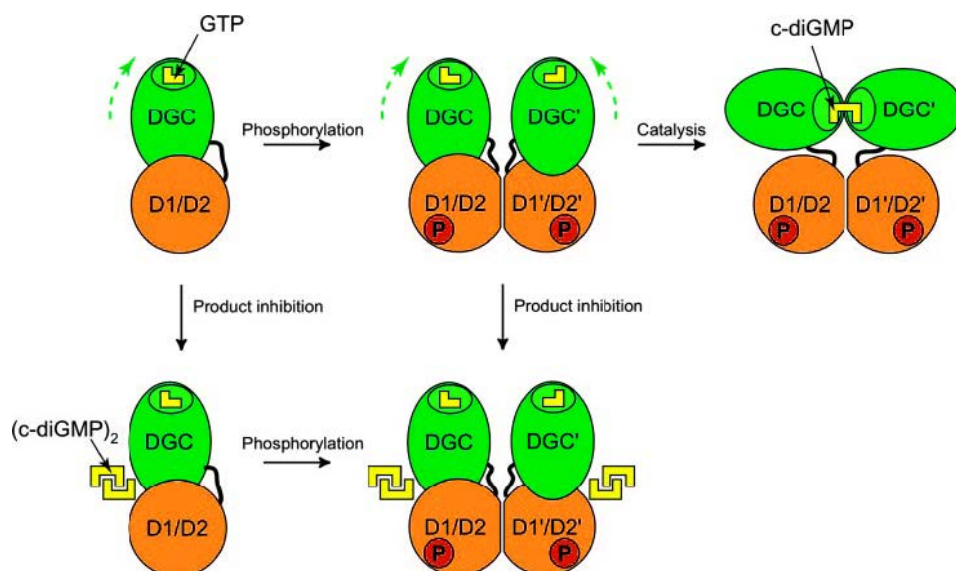 GTP
c-diGMP
DGC
DGC
DGC'
DGC
DGC'
Phosphorylation
Catalysis
D1/D2
D1/D2
D1'/D2'
D1/D2
D1'/D2'
P
P
P
P
Product inhibition
Product inhibition
(c-diGMP)2
DGC
DGC
DGC'
Phosphorylation
D1/D2
D1/D2
D1'/D2'
P
P